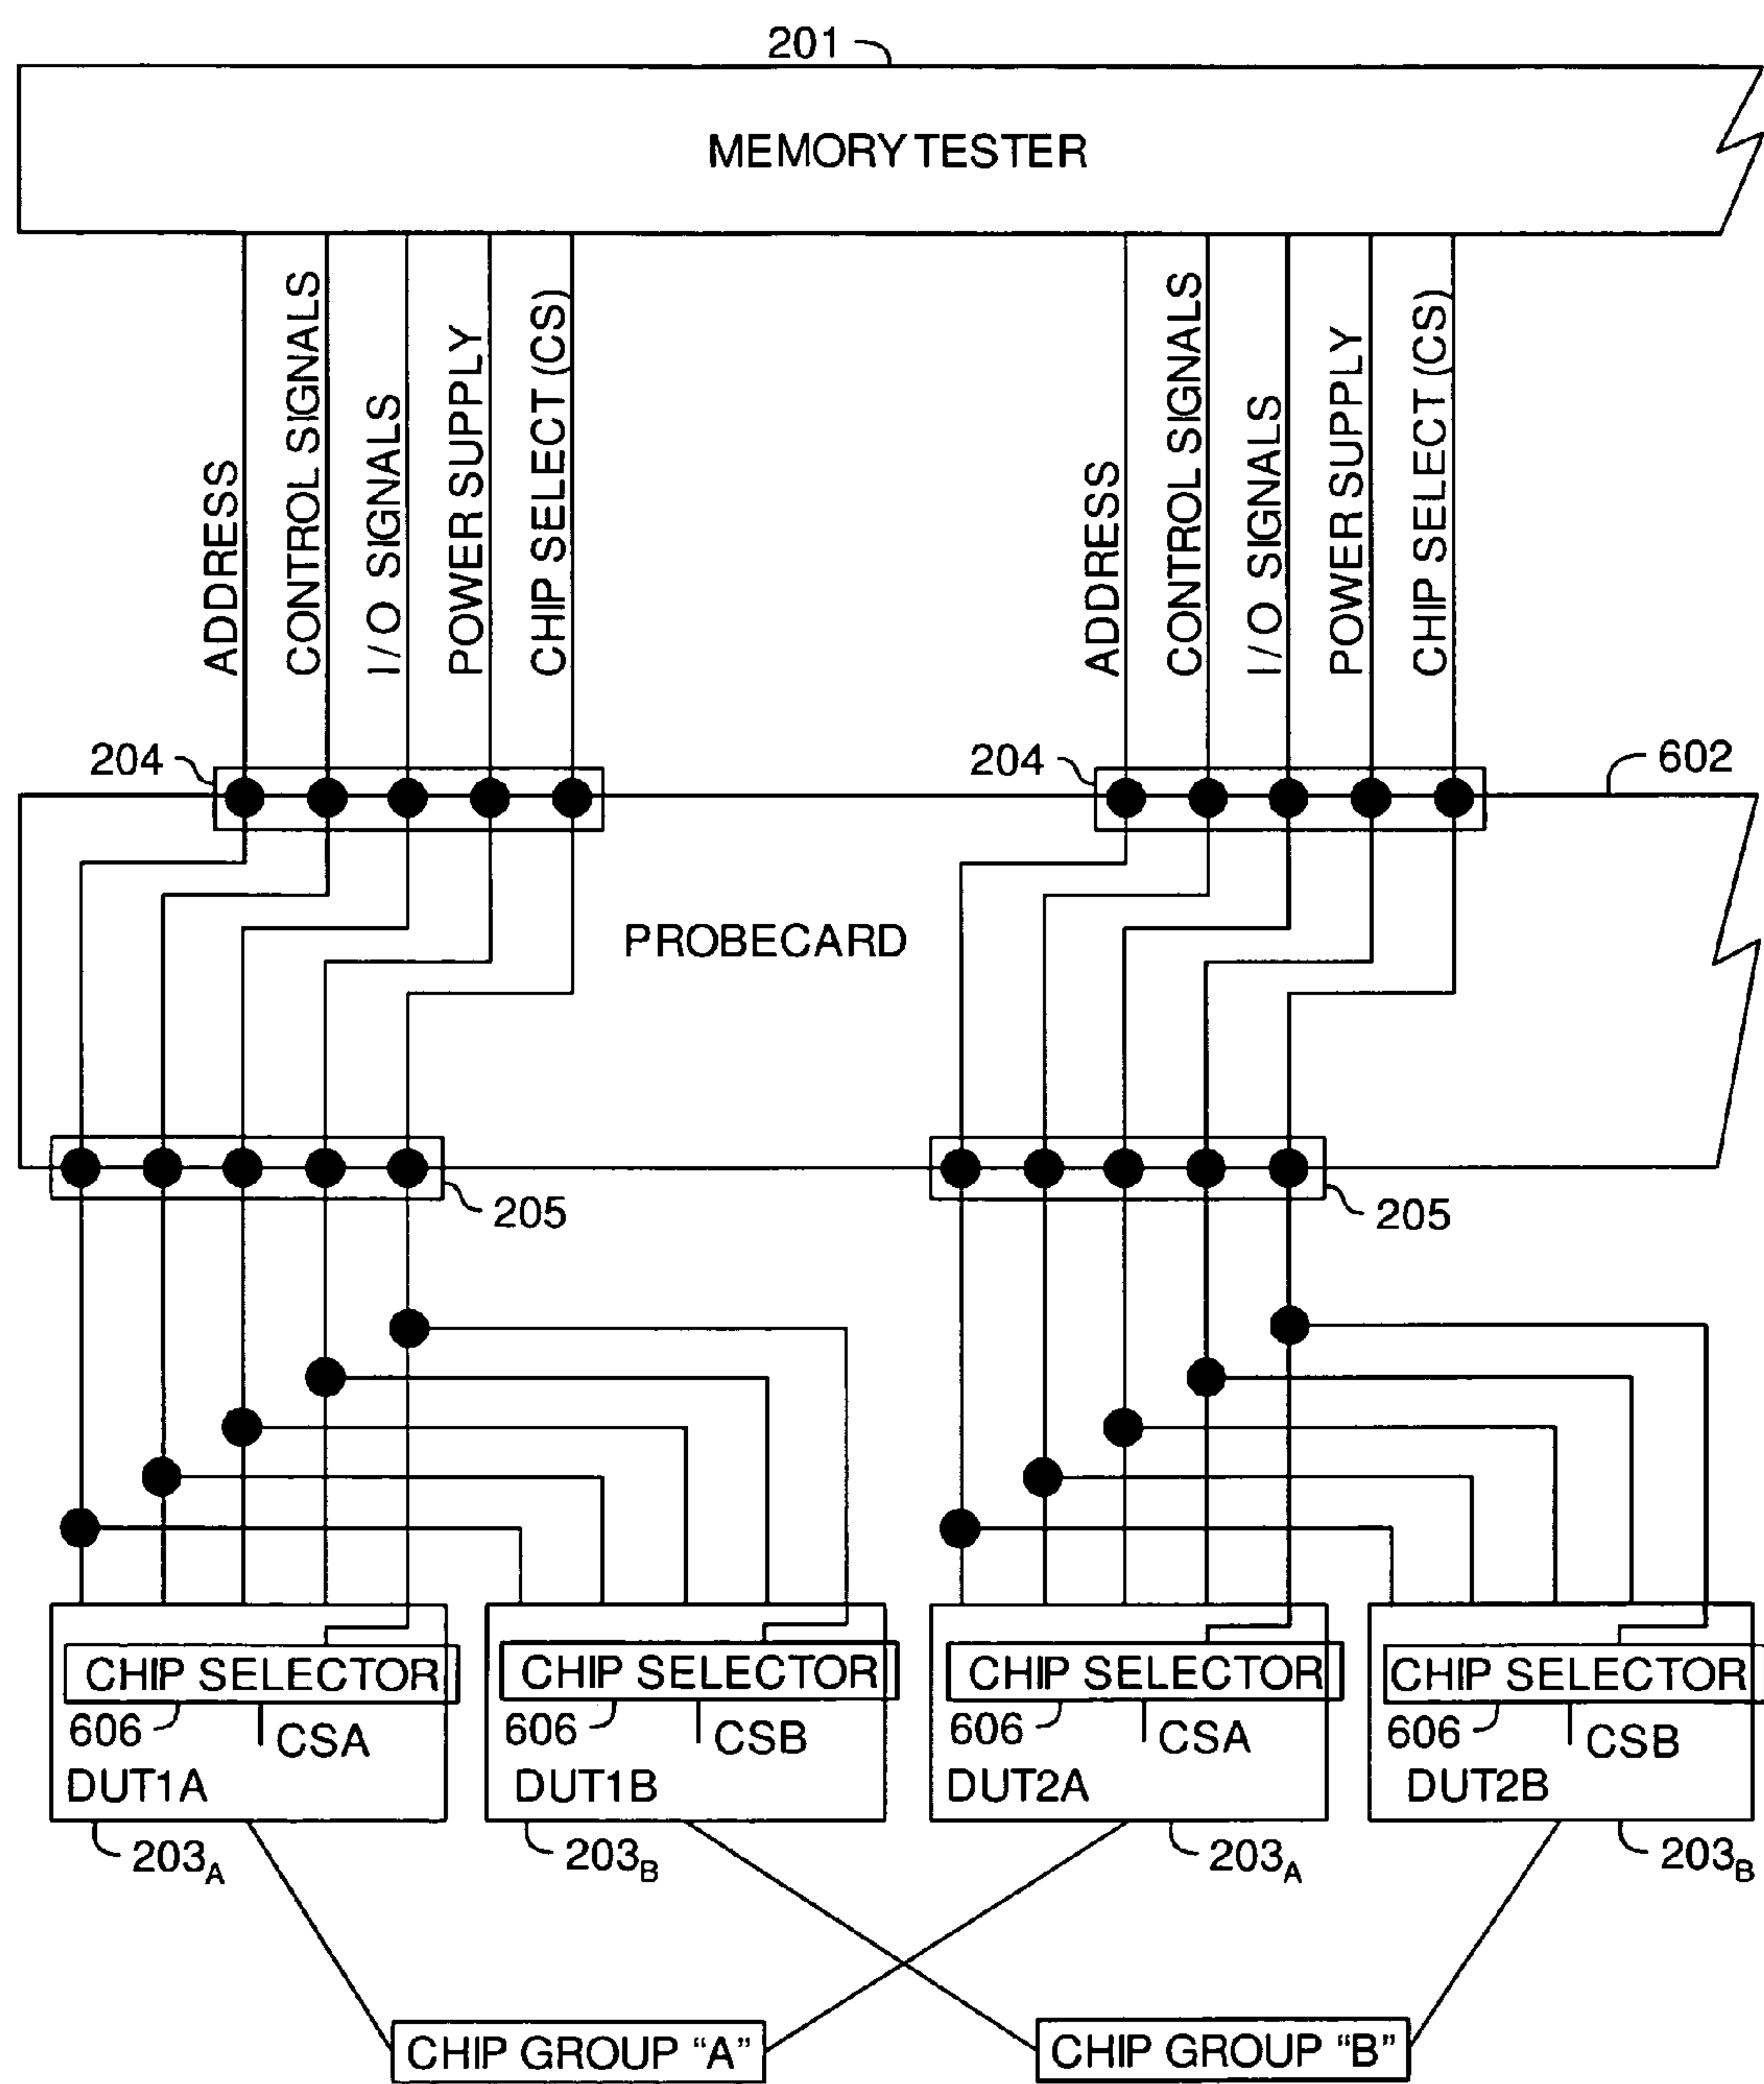 201
MEMORY TESTER
ADDRESS
CONTROL SIGNALS
I/O SIGNALS
POWER SUPPLY
CHIP SELECT (CS)
ADDRESS
CONTROL SIGNALS
I/O SIGNALS
POWER SUPPLY
CHIP SELECT (CS)
204
204
602
PROBECARD
205
205
CHIP SELECTOR
CHIP SELECTOR
CHIP SELECTOR
CHIP SELECTOR
606
CSA
606
CSB
606
CSA
606
CSB
DUT1A
DUT1B
DUT2A
DUT2B
203A
203B
203A
203B
CHIP GROUP “A”
CHIP GROUP “B”